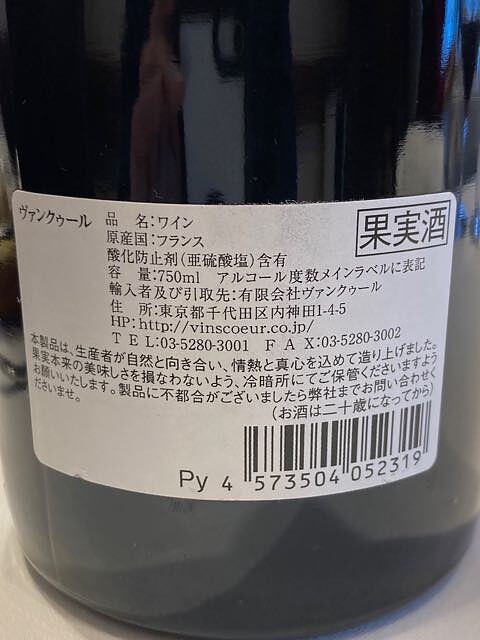 ヴァンクゥール
品　名:ワイン
果実酒
原産国:フランス
酸化防止剤(亜硫酸塩)含有
容　量:750ml　アルコール度数メインラベルに表記
輸入者及び引取先:有限会社ヴァンクゥール
住　所:東京都千代田区内神田1-4-5
HP:http://vinscoeur.co.jp/
TEL:03-5280-3001　FAX:03-5280-3002
本製品は、生産者が自然と向き合い、情熱と真心を込めて造り上げました。
果実本来の美味しさを損なわないよう、冷暗所にてご保管くださいますよう
お願いいたします。製品に不都合がございましたら弊社までお問い合わせく
ださいませ。
(お酒は二十歳になってから)
Py 4 573504 052319